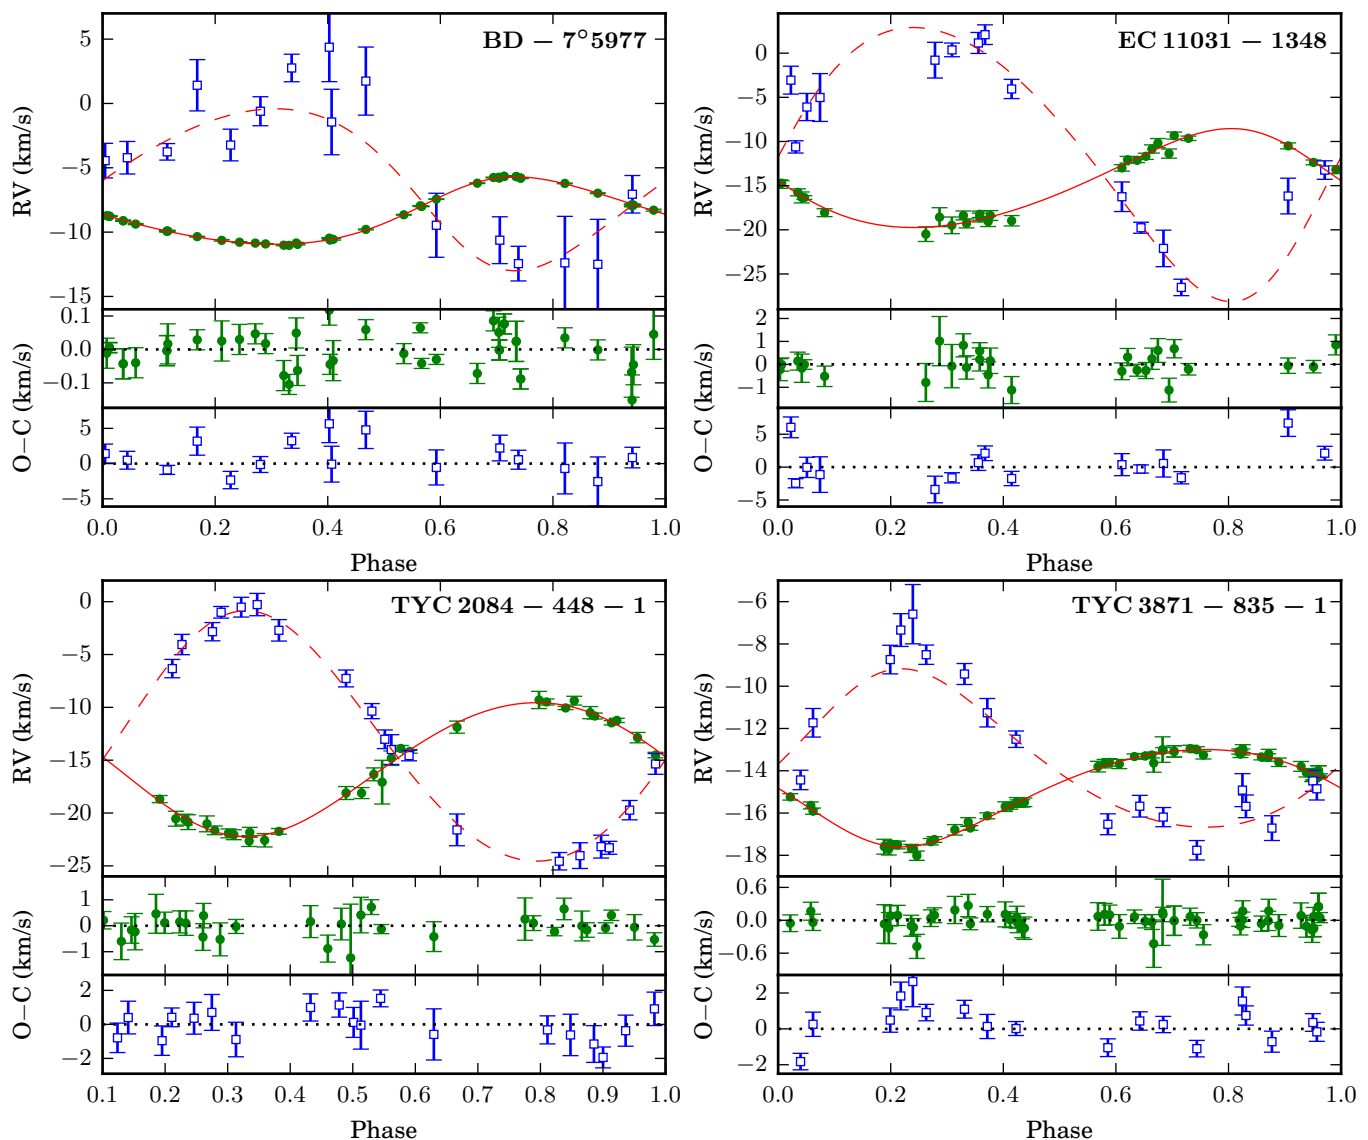 BD − 7°5977
RV (km/s)
5
0
−5
−10
−15
0.1
0.0
−0.1
O−C (km/s)
5
0
−5
0.0 0.2 0.4 0.6 0.8 1.0
Phase
EC 11031 − 1348
RV (km/s)
0
−5
−10
−15
−20
−25
2
1
0
−1
O−C (km/s)
5
0
−5
0.0 0.2 0.4 0.6 0.8 1.0
Phase
TYC 2084 − 448 − 1
RV (km/s)
0
−5
−10
−15
−20
−25
1
0
−1
O−C (km/s)
2
0
−2
0.1 0.2 0.3 0.4 0.5 0.6 0.7 0.8 0.9 1.0
Phase
TYC 3871 − 835 − 1
RV (km/s)
−6
−8
−10
−12
−14
−16
−18
0.6
0.0
−0.6
O−C (km/s)
2
0
−2
0.0 0.2 0.4 0.6 0.8 1.0
Phase